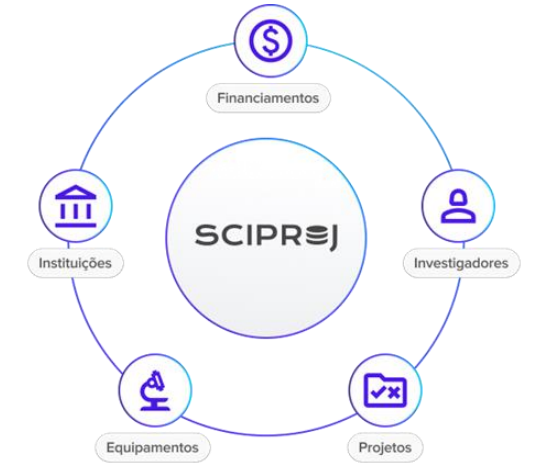 Financiamentos
SCIPROJ
Instituições
Investigadores
Equipamentos
Projetos